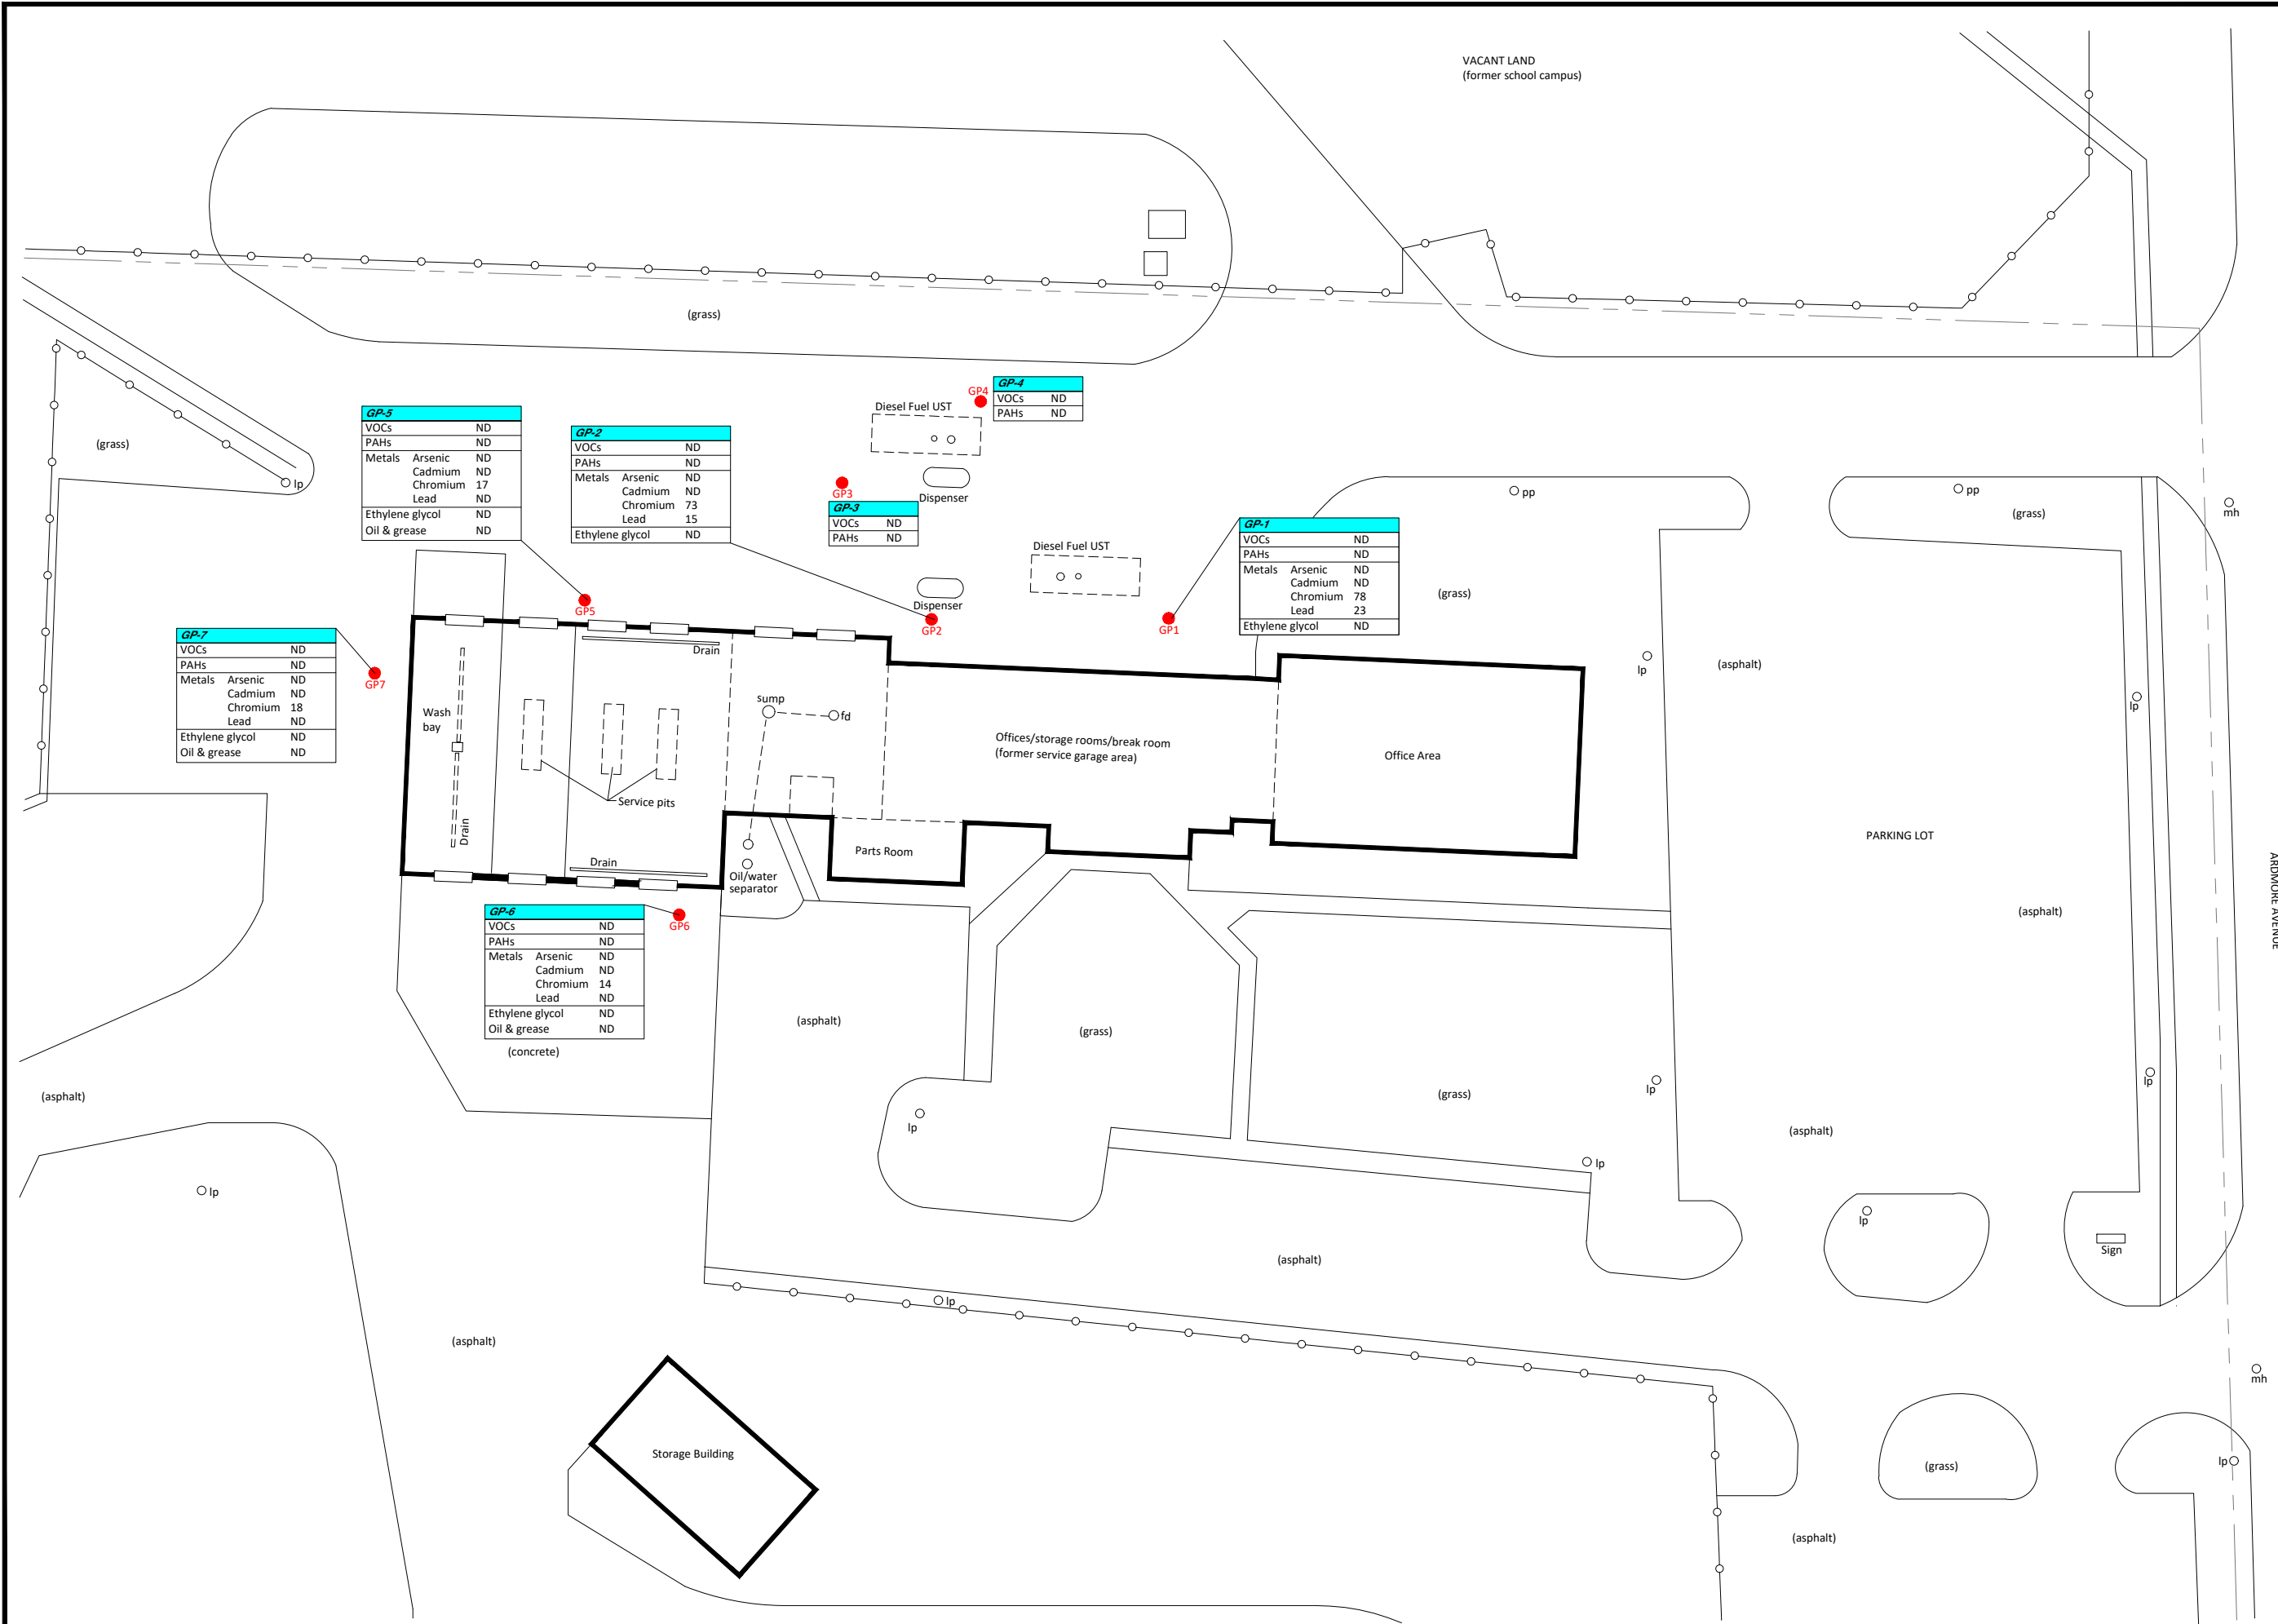 VACANT LAND
(former school campus)
(grass)
(grass)
lp
GP-5
VOCs ND
PAHs ND
Metals Arsenic ND
Cadmium ND
Chromium 17
Lead ND
Ethylene glycol ND
Oil & grease ND
GP-2
VOCs ND
PAHs ND
Metals Arsenic ND
Cadmium ND
Chromium 73
Lead 15
Ethylene glycol ND
Diesel Fuel UST
GP4
GP-4
VOCs ND
PAHs ND
Dispenser
GP3
GP-3
VOCs ND
PAHs ND
Diesel Fuel UST
Dispenser
GP-1
VOCs ND
PAHs ND
Metals Arsenic ND
Cadmium ND
Chromium 78
Lead 23
Ethylene glycol ND
pp
pp
(grass)
mh
(grass)
GP5
GP2
GP1
GP-7
VOCs ND
PAHs ND
Metals Arsenic ND
Cadmium ND
Chromium 18
Lead ND
Ethylene glycol ND
Oil & grease ND
GP7
Drain
lp
(asphalt)
lp
Wash
bay
sump
fd
Offices/storage rooms/break room
(former service garage area)
Office Area
Service pits
Drain
PARKING LOT
Parts Room
Drain
Oil/water
separator
ARDMORE AVENUE
(asphalt)
GP-6
VOCs ND
PAHs ND
Metals Arsenic ND
Cadmium ND
Chromium 14
Lead ND
Ethylene glycol ND
Oil & grease ND
GP6
(concrete)
(asphalt)
(grass)
(asphalt)
(grass)
lp
lp
lp
(asphalt)
lp
lp
lp
Sign
(asphalt)
lp
(asphalt)
mh
Storage Building
(grass)
lp
(asphalt)